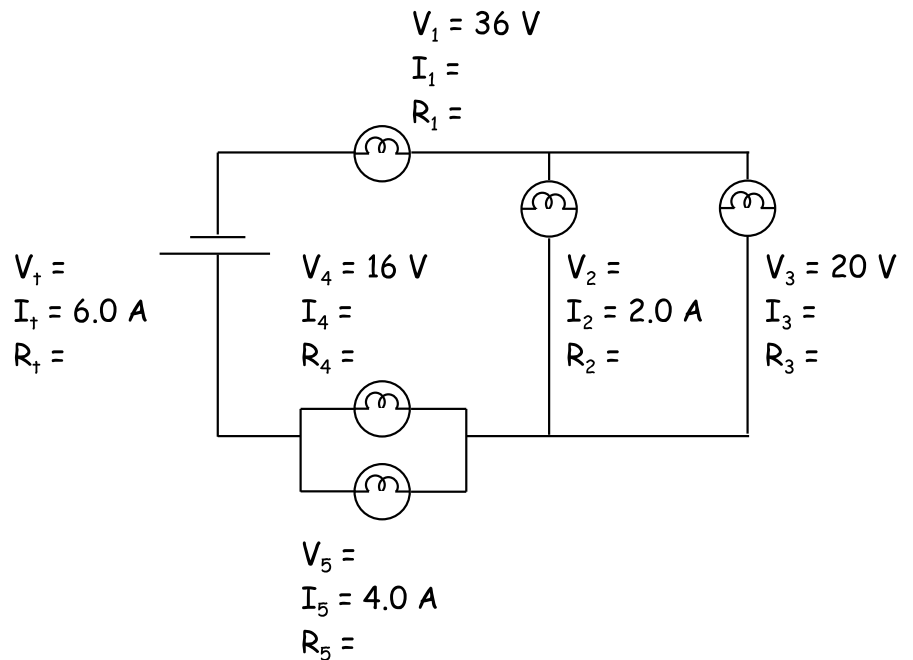 V₁ = 36 V
I₁ =
R₁ =
Vₜ =
Iₜ = 6.0 A
Rₜ =
V₄ = 16 V
I₄ =
R₄ =
V₂ =
I₂ = 2.0 A
R₂ =
V₃ = 20 V
I₃ =
R₃ =
V₅ =
I₅ = 4.0 A
R₅ =